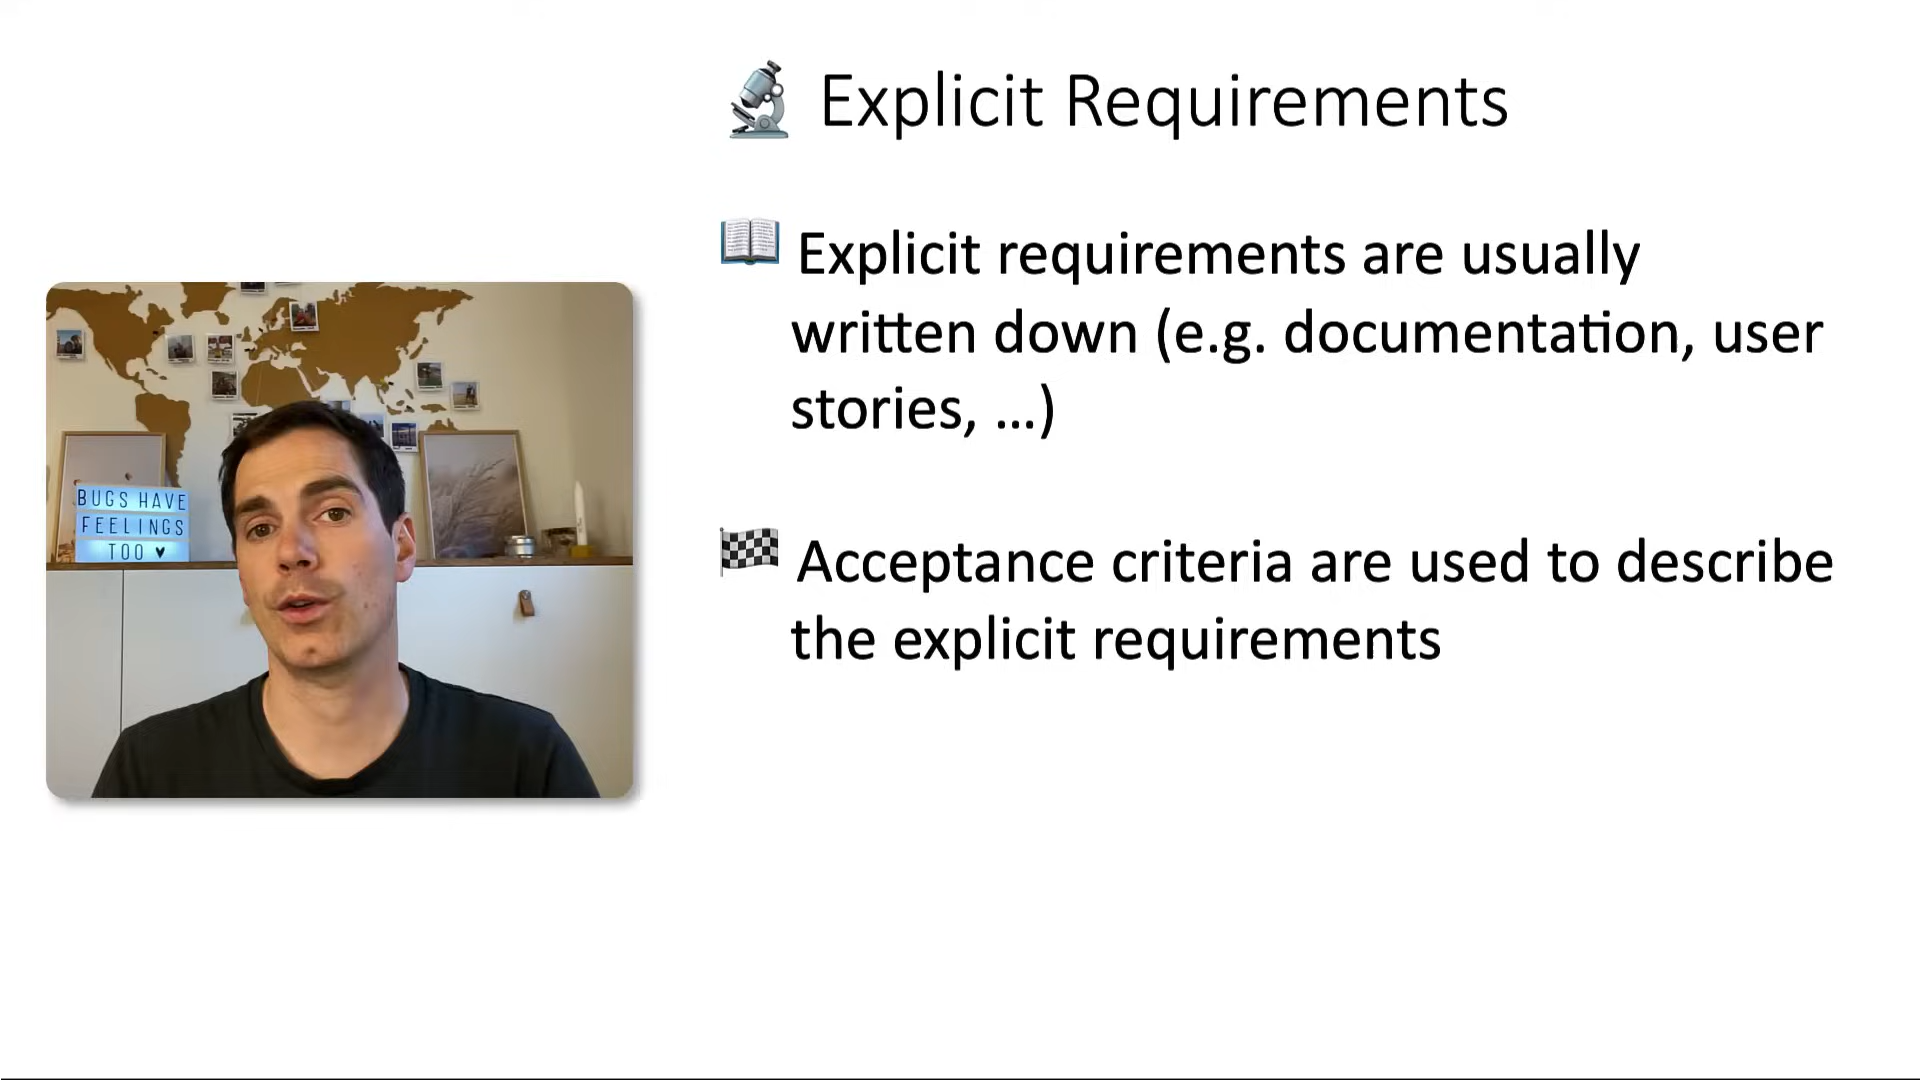 Explicit Requirements
Explicit requirements are usually
written down (e.g. documentation, user
stories, ...)
Acceptance criteria are used to describe
the explicit requirements
BUGS HAVE
FEELINGS
TOO ♥